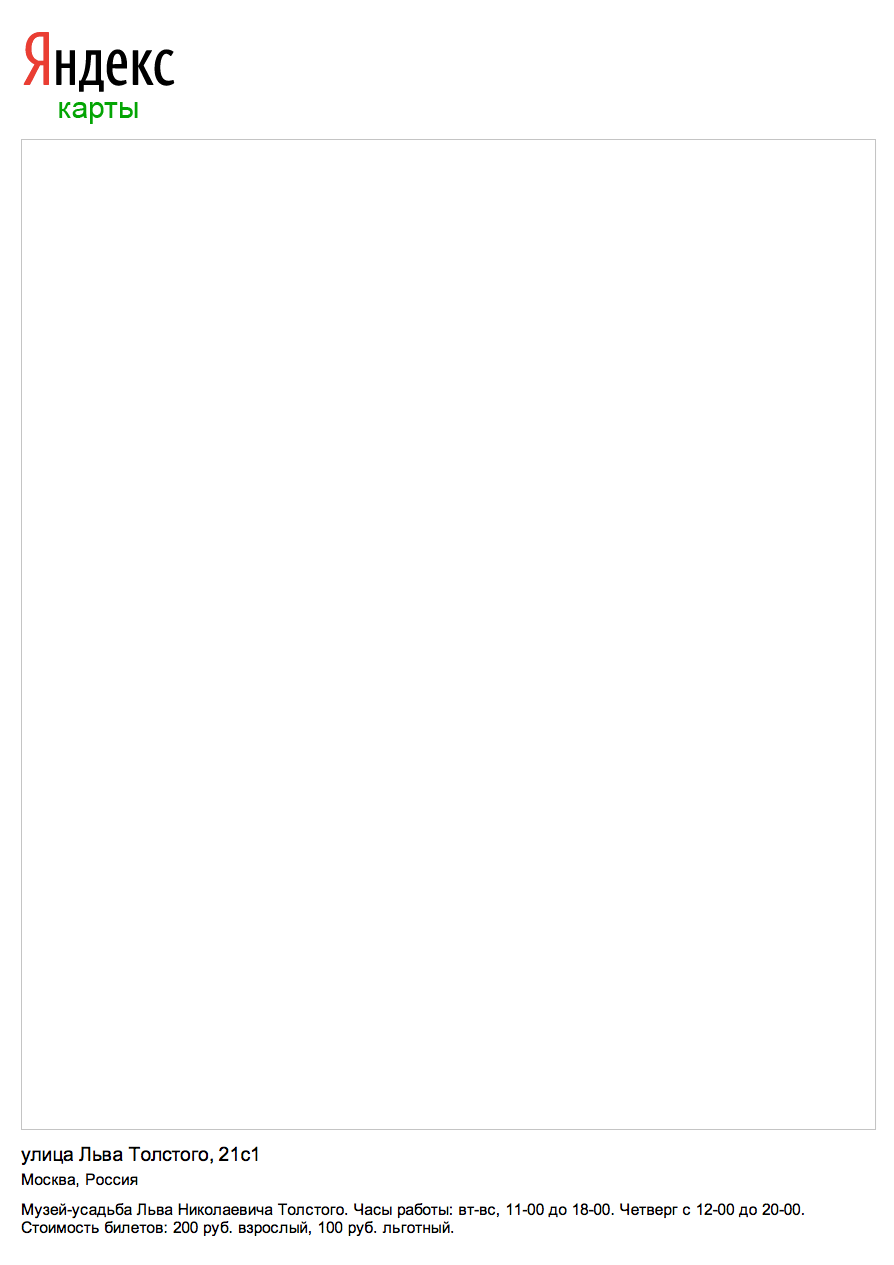 Яндекс
карты
улица Льва Толстого, 21с1
Москва, Россия
Музей-усадьба Льва Николаевича Толстого. Часы работы: вт-вс, 11-00 до 18-00. Четверг с 12-00 до 20-00.
Стоимость билетов: 200 руб. взрослый, 100 руб. льготный.